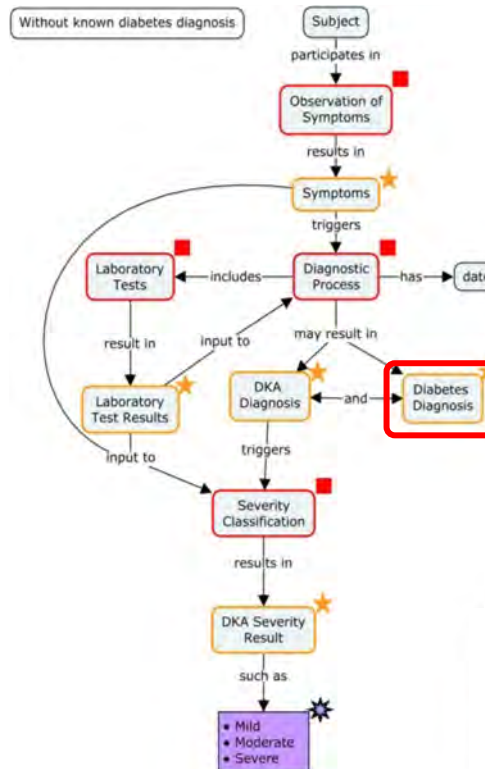 Without known diabetes diagnosis
Subject
participates in
Observation of
Symptoms
results in
Symptoms
triggers
Laboratory
Tests
includes
Diagnostic
Process
has
date
result in
input to
may result in
Laboratory
Test Results
DKA
Diagnosis
and
Diabetes
Diagnosis
input to
triggers
Severity
Classification
results in
DKA Severity
Result
such as
• Mild
• Moderate
• Severe